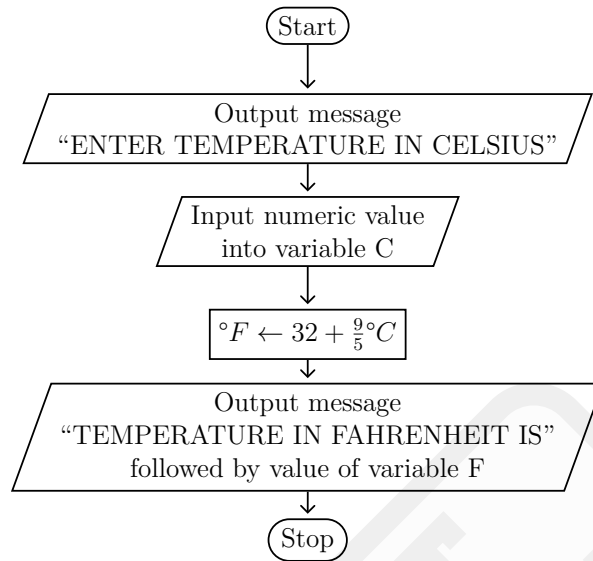 Start
Output message
“ENTER TEMPERATURE IN CELSIUS”
Input numeric value
into variable C
°F ← 32 + 9/5 °C
Output message
“TEMPERATURE IN FAHRENHEIT IS”
followed by value of variable F
Stop